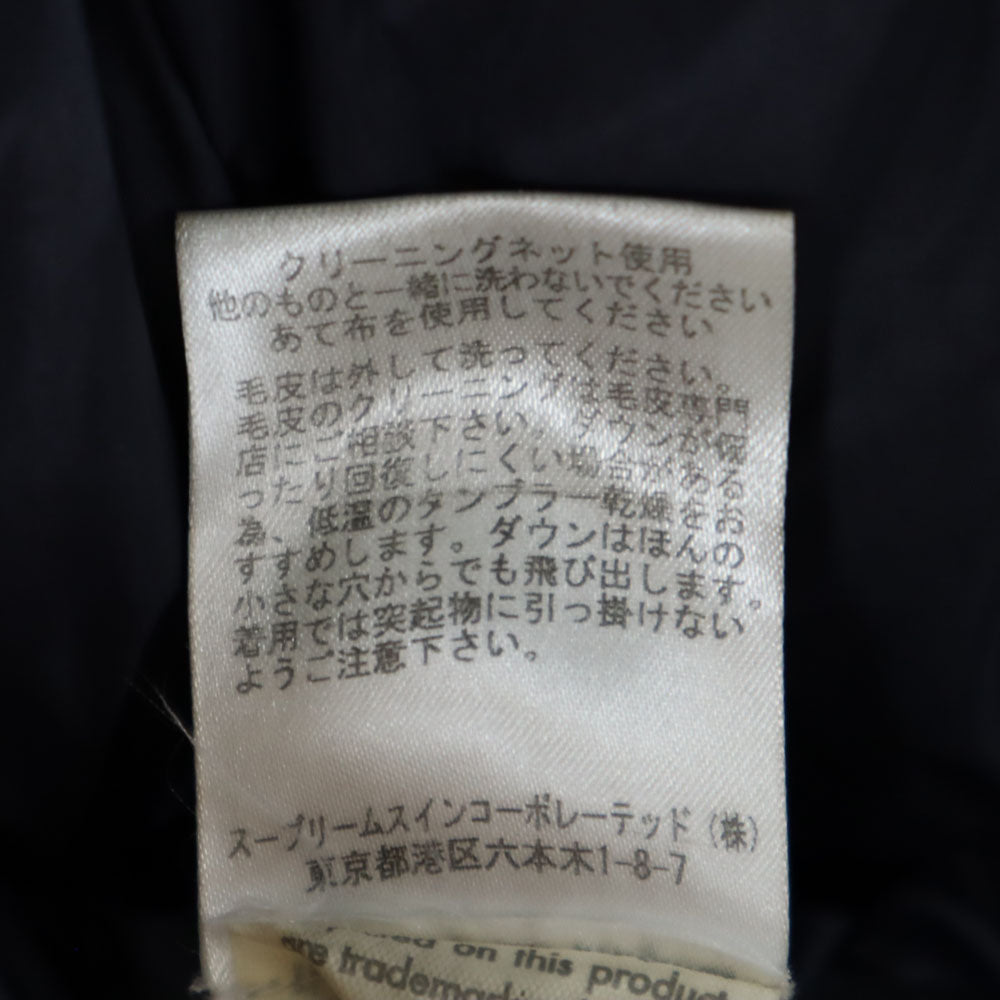 クリーニングネット使用
他のものと一緒に洗わないでください
あて布を使用してください
毛皮は外して洗ってください。
毛皮のクリーニングは毛皮専門
店にご相談下さい。ダウンが偏
ったり回復しにくい場合がある
為、低温のタンブラー乾燥をお
すすめします。ダウンはほんの
小さな穴からでも飛び出します。
着用では突起物に引っ掛けない
ようご注意下さい。
スープリームスインコーポレーテッド(株)
東京都港区六本木1-8-7
on this product
are